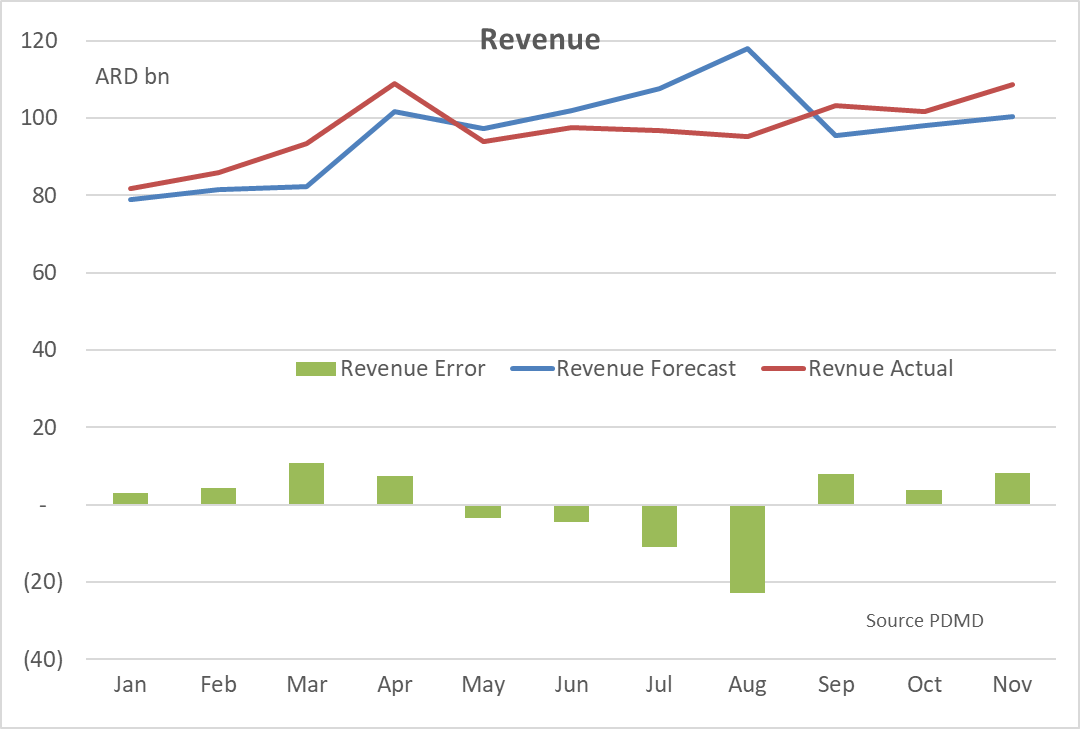 Revenue
120
ARD bn
100
80
60
40
Revenue Error Revenue Forecast Revnue Actual
20
-
(20)
Source PDMD
(40)
Jan Feb Mar Apr May Jun Jul Aug Sep Oct Nov